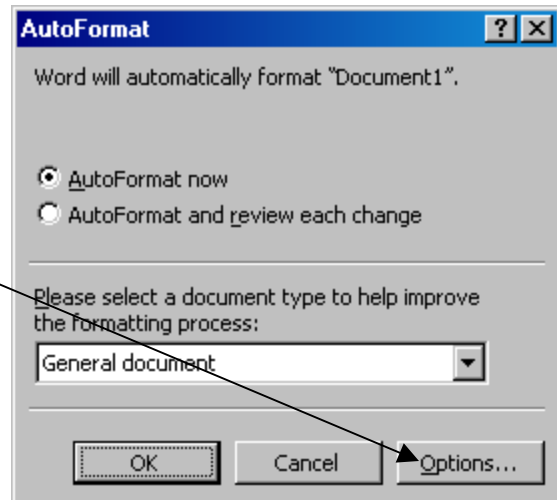 AutoFormat
Word will automatically format "Document1".
AutoFormat now
AutoFormat and review each change
Please select a document type to help improve
the formatting process:
General document
OK Cancel Options...